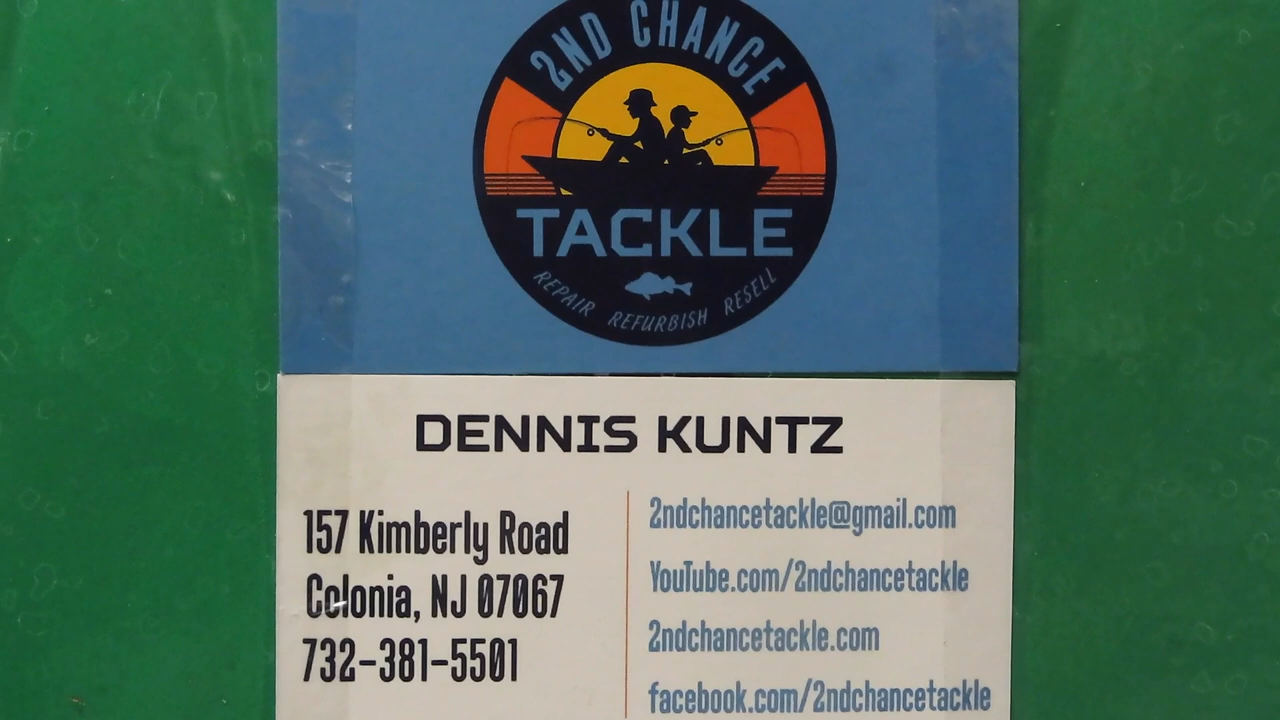 2ND CHANCE
TACKLE
REPAIR REFURBISH RESELL
DENNIS KUNTZ
157 Kimberly Road
Colonia, NJ 07067
732-381-5501
2ndchancetackle@gmail.com
YouTube.com/2ndchancetackle
2ndchancetackle.com
facebook.com/2ndchancetackle